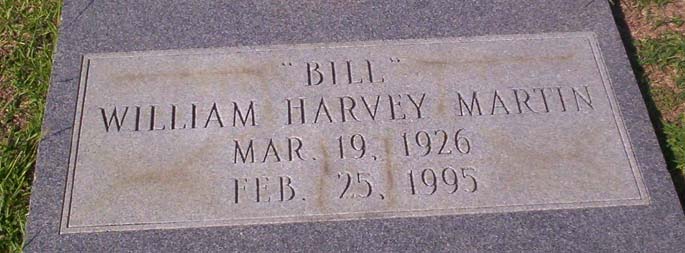 "BILL"
WILLIAM HARVEY MARTIN
MAR. 19, 1926
FEB. 25, 1995